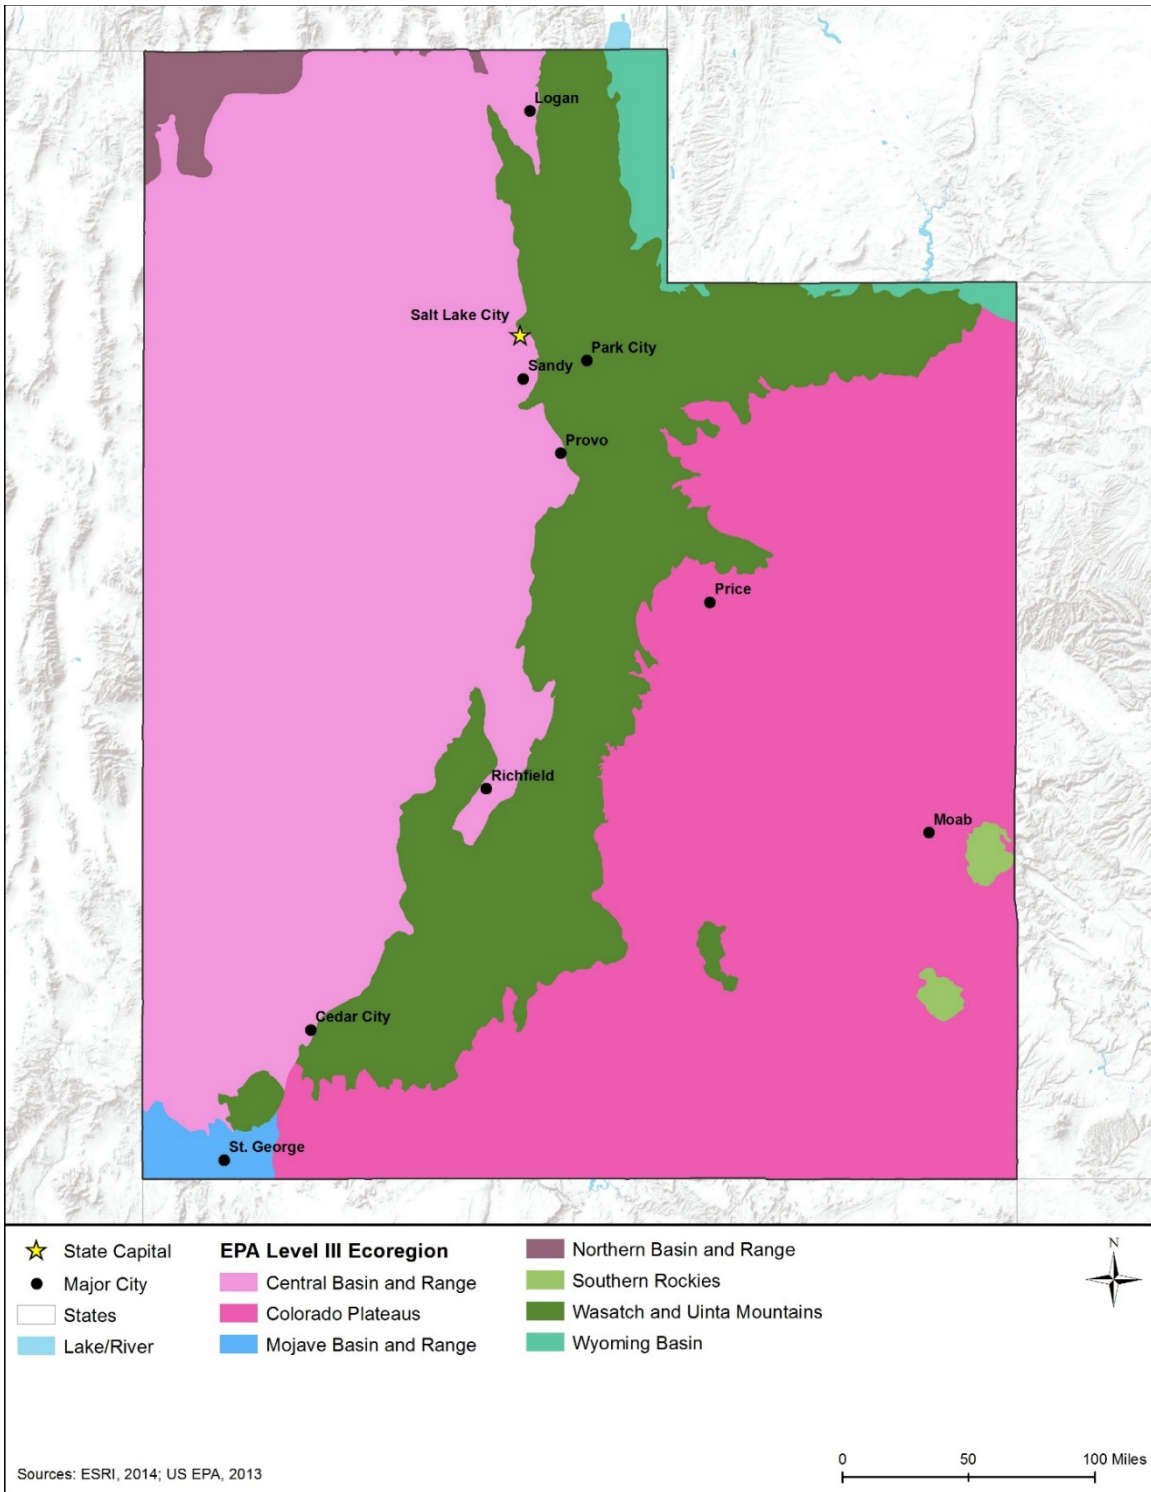 Logan
Salt Lake City
Park City
Sandy
Provo
Price
Richfield
Moab
Cedar City
St. George
State Capital
Major City
States
Lake/River
EPA Level III Ecoregion
Central Basin and Range
Colorado Plateaus
Mojave Basin and Range
Northern Basin and Range
Southern Rockies
Wasatch and Uinta Mountains
Wyoming Basin
N
0 50 100 Miles
Sources: ESRI, 2014; US EPA, 2013